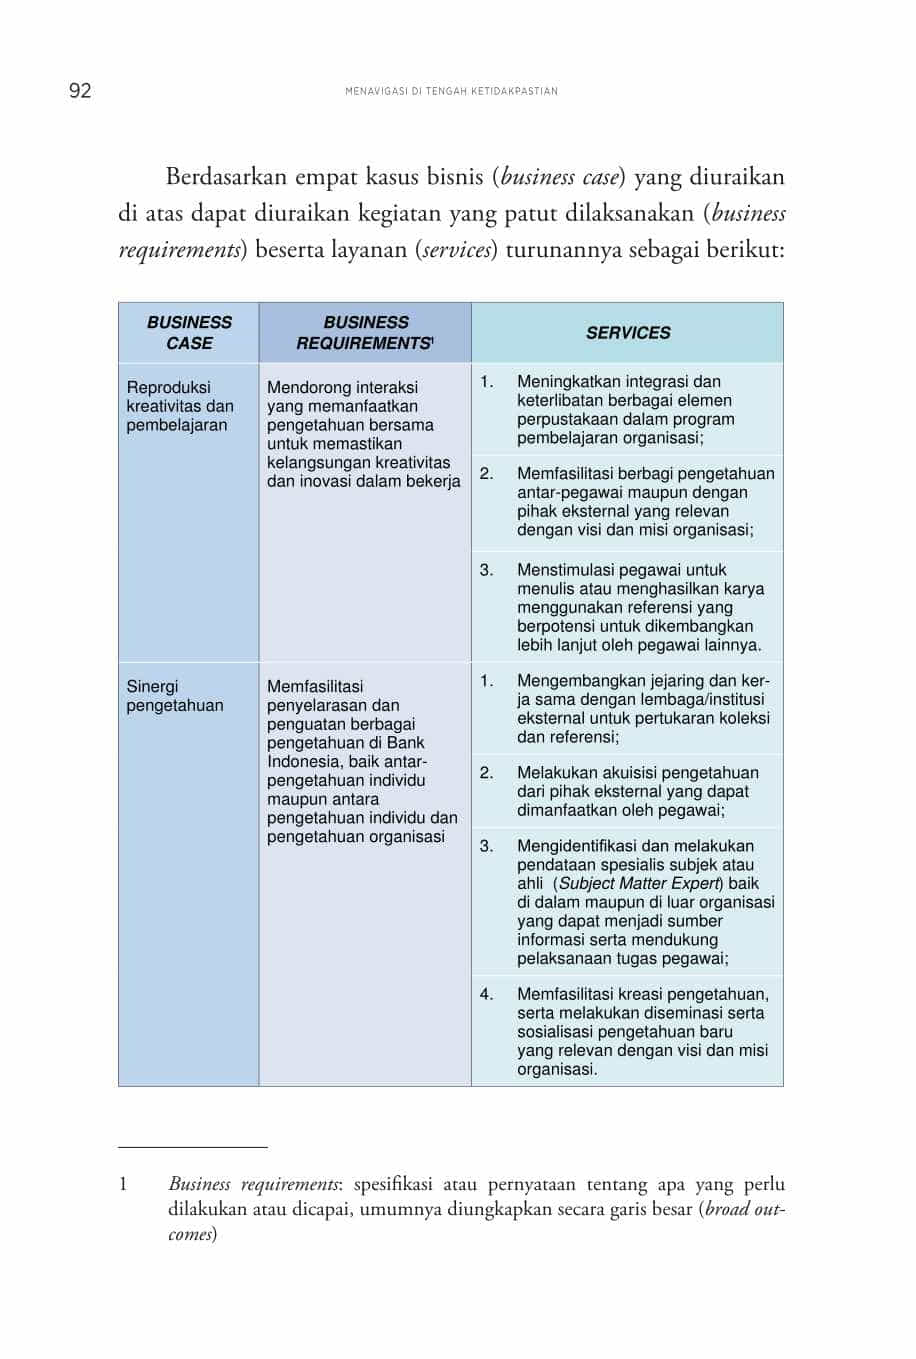 92
MENAVIGASI DI TENGAH KETIDAKPASTIAN
Berdasarkan empat kasus bisnis (business case) yang diuraikan
di atas dapat diuraikan kegiatan yang patut dilaksanakan (business
requirements) beserta layanan (services) turunannya sebagai berikut:
BUSINESS
CASE
BUSINESS
REQUIREMENTS¹
SERVICES
Reproduksi
kreativitas dan
pembelajaran
Mendorong interaksi
yang memanfaatkan
pengetahuan bersama
untuk memastikan
kelangsungan kreativitas
dan inovasi dalam bekerja
1. Meningkatkan integrasi dan
keterlibatan berbagai elemen
perpustakaan dalam program
pembelajaran organisasi;
2. Memfasilitasi berbagi pengetahuan
antar-pegawai maupun dengan
pihak eksternal yang relevan
dengan visi dan misi organisasi;
3. Menstimulasi pegawai untuk
menulis atau menghasilkan karya
menggunakan referensi yang
berpotensi untuk dikembangkan
lebih lanjut oleh pegawai lainnya.
Sinergi
pengetahuan
Memfasilitasi
penyelarasan dan
penguatan berbagai
pengetahuan di Bank
Indonesia, baik antar-
pengetahuan individu
maupun antara
pengetahuan individu dan
pengetahuan organisasi
1. Mengembangkan jejaring dan ker-
ja sama dengan lembaga/institusi
eksternal untuk pertukaran koleksi
dan referensi;
2. Melakukan akuisisi pengetahuan
dari pihak eksternal yang dapat
dimanfaatkan oleh pegawai;
3. Mengidentifikasi dan melakukan
pendataan spesialis subjek atau
ahli (Subject Matter Expert) baik
di dalam maupun di luar organisasi
yang dapat menjadi sumber
informasi serta mendukung
pelaksanaan tugas pegawai;
4. Memfasilitasi kreasi pengetahuan,
serta melakukan diseminasi serta
sosialisasi pengetahuan baru
yang relevan dengan visi dan misi
organisasi.
1 Business requirements: spesifikasi atau pernyataan tentang apa yang perlu
dilakukan atau dicapai, umumnya diungkapkan secara garis besar (broad out-
comes)